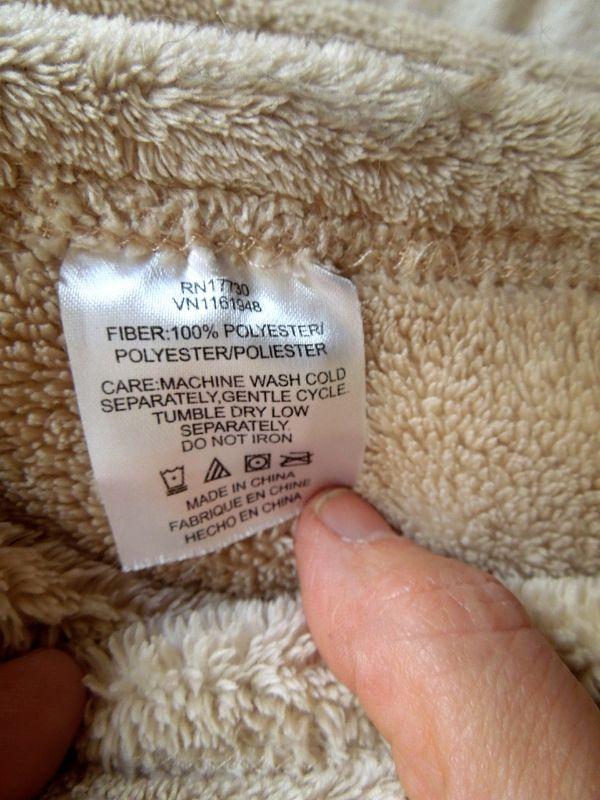 RN17730
VN1161948
FIBER:100% POLYESTER/
POLYESTER/POLIESTER
CARE:MACHINE WASH COLD
SEPARATELY,GENTLE CYCLE.
TUMBLE DRY LOW
SEPARATELY.
DO NOT IRON
MADE IN CHINA
FABRIQUE EN CHINE
HECHO EN CHINA